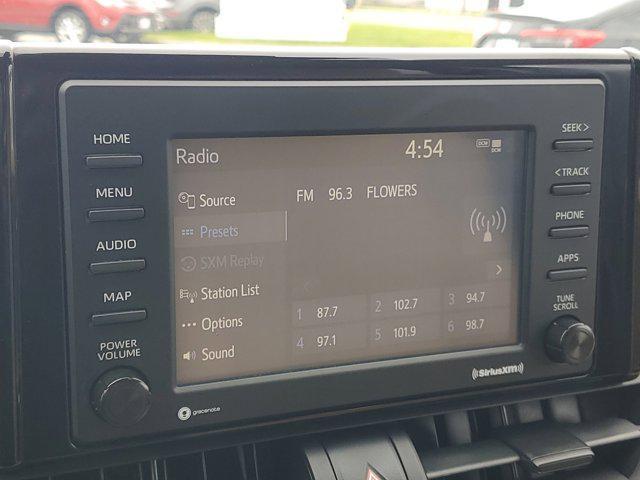 HOME
MENU
AUDIO
MAP
POWER
VOLUME
Radio
4:54
DCM
DCM
Source
Presets
SXM Replay
Station List
Options
Sound
FM 96.3 FLOWERS
>
1 87.7 2 102.7 3 94.7
4 97.1 5 101.9 6 98.7
SEEK >
< TRACK
PHONE
APPS
TUNE
SCROLL
gracenote
((SiriusXM))